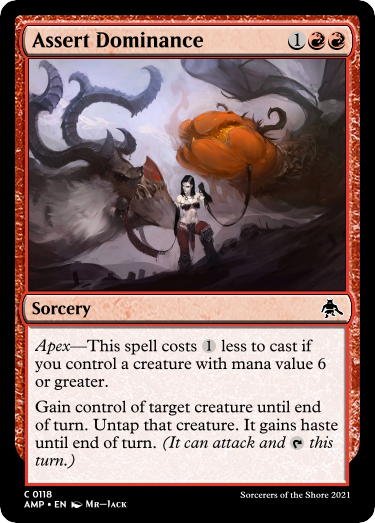 Assert Dominance 1
Sorcery
Apex—This spell costs 1 less to cast if
you control a creature with mana value 6
or greater.
Gain control of target creature until end
of turn. Untap that creature. It gains haste
until end of turn. (It can attack and this
turn.)
C 0118
AMP • EN Mr–Jack
Sorcerers of the Shore 2021